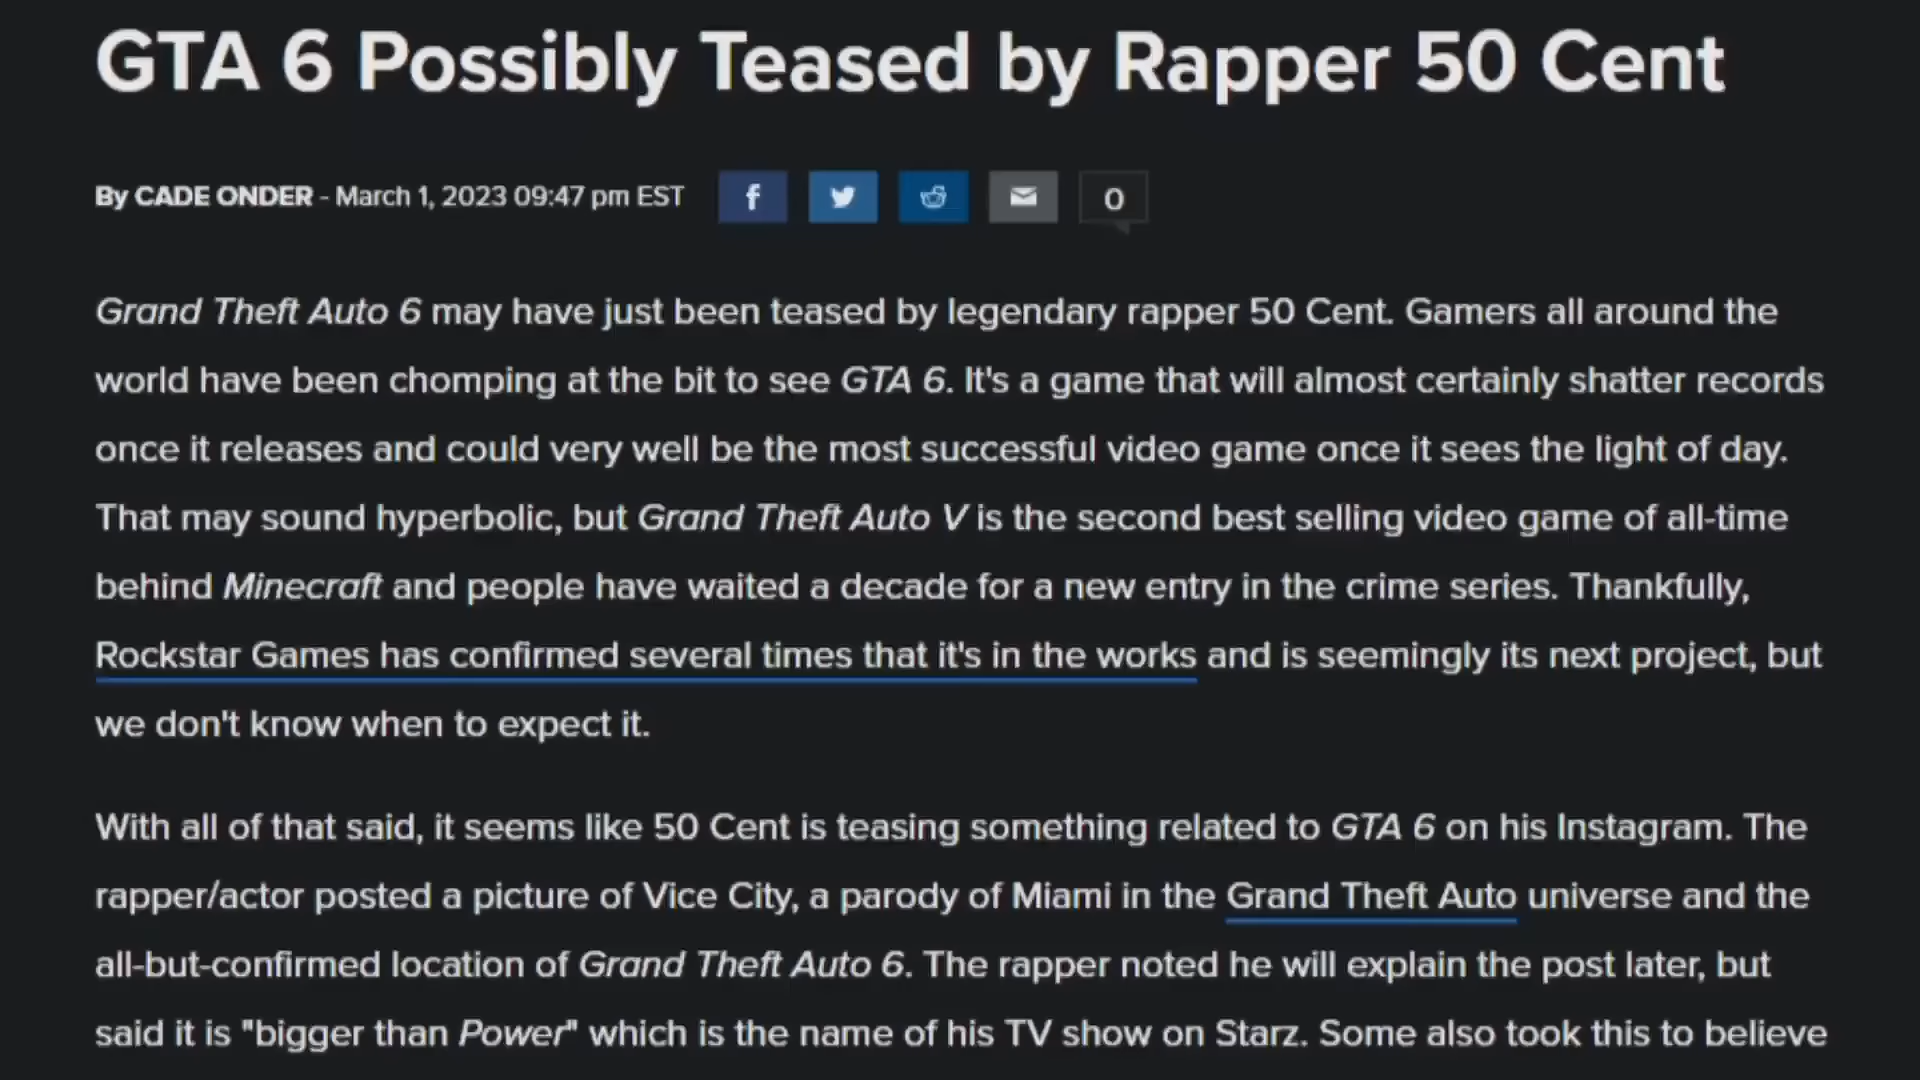 GTA 6 Possibly Teased by Rapper 50 Cent
By CADE ONDER - March 1, 2023 09:47 pm EST
f
0
Grand Theft Auto 6 may have just been teased by legendary rapper 50 Cent. Gamers all around the
world have been chomping at the bit to see GTA 6. It's a game that will almost certainly shatter records
once it releases and could very well be the most successful video game once it sees the light of day.
That may sound hyperbolic, but Grand Theft Auto V is the second best selling video game of all-time
behind Minecraft and people have waited a decade for a new entry in the crime series. Thankfully,
Rockstar Games has confirmed several times that it's in the works and is seemingly its next project, but
we don't know when to expect it.
With all of that said, it seems like 50 Cent is teasing something related to GTA 6 on his Instagram. The
rapper/actor posted a picture of Vice City, a parody of Miami in the Grand Theft Auto universe and the
all-but-confirmed location of Grand Theft Auto 6. The rapper noted he will explain the post later, but
said it is "bigger than Power" which is the name of his TV show on Starz. Some also took this to believe